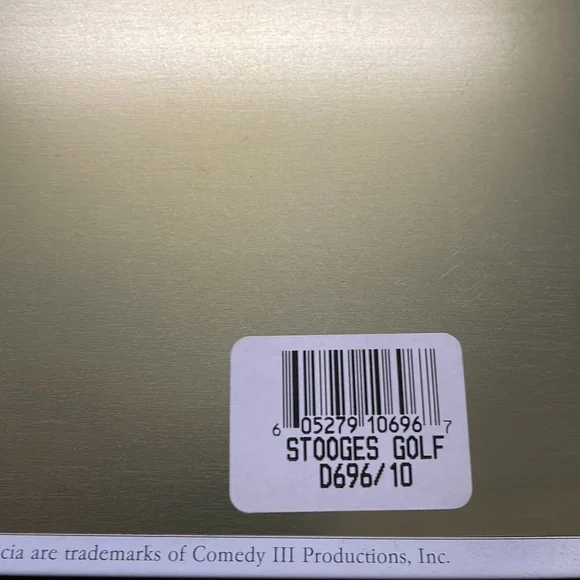 6 05279 10696 7
STOOGES GOLF
D696/10
cia are trademarks of Comedy III Productions, Inc.